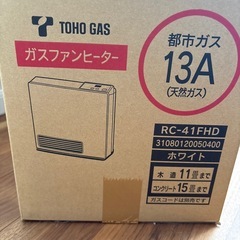 TOHO GAS
ガスファンヒーター
都市ガス
13A
(天然ガス)
RC-41FHD
31080120050400
ホワイト
木造 11畳まで
コンクリート 15畳まで
ガスコードは別売です